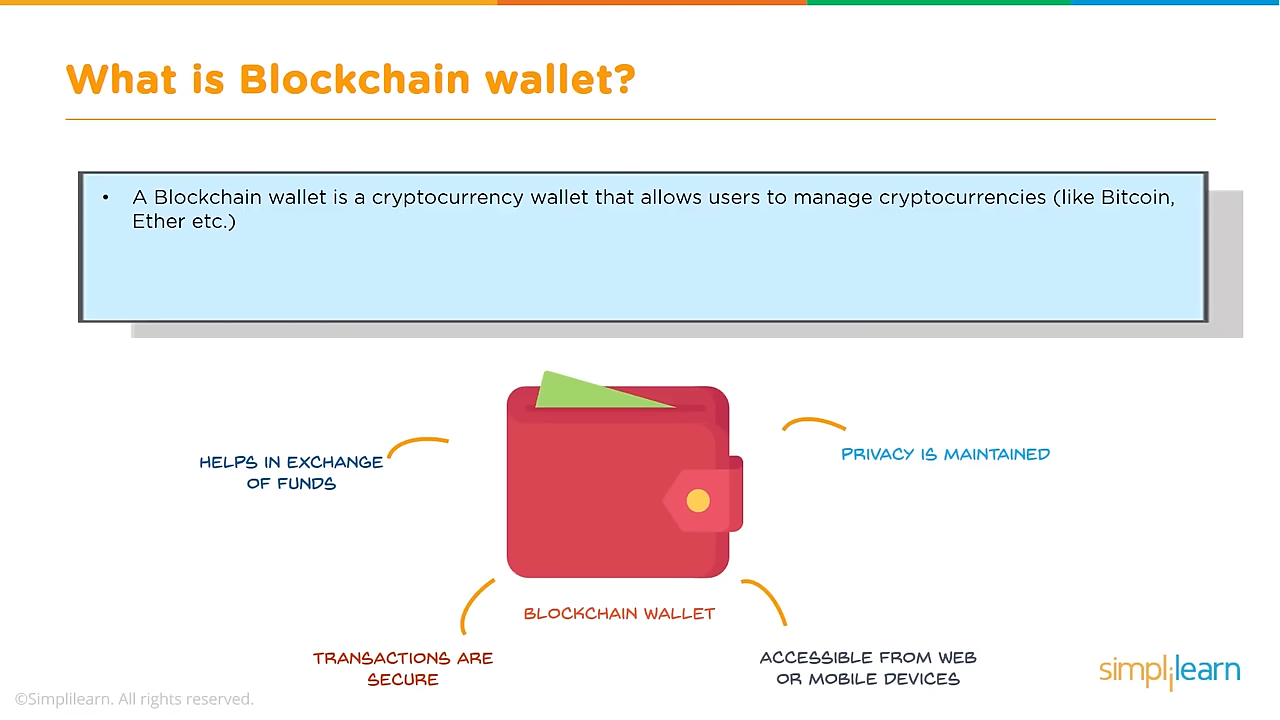 What is Blockchain wallet?
• A Blockchain wallet is a cryptocurrency wallet that allows users to manage cryptocurrencies (like Bitcoin,
Ether etc.)
HELPS IN EXCHANGE
OF FUNDS
PRIVACY IS MAINTAINED
BLOCKCHAIN WALLET
TRANSACTIONS ARE
SECURE
ACCESSIBLE FROM WEB
OR MOBILE DEVICES
simplilearn
©Simplilearn. All rights reserved.